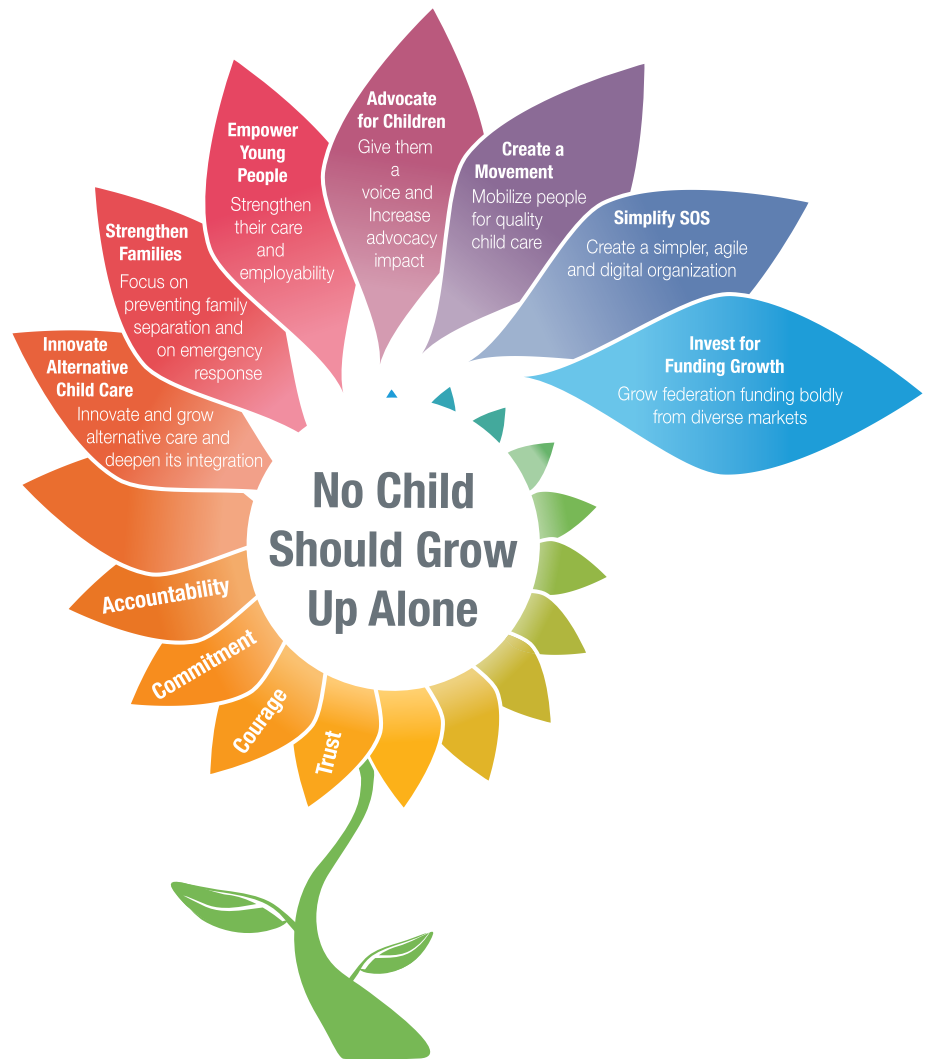 Advocate
for Children
Give them
a
voice and
Increase
advocacy
impact
Empower
Young
People
Strengthen
their care
and
employability
Create a
Movement
Mobilize people
for quality
child care
Strengthen
Families
Focus on
preventing family
separation and
on emergency
response
Simplify SOS
Create a simpler, agile
and digital organization
Innovate
Alternative
Child Care
Innovate and grow
alternative care and
deepen its integration
Invest for
Funding Growth
Grow federation funding boldly
from diverse markets
No Child
Should Grow
Up Alone
Accountability
Commitment
Courage
Trust